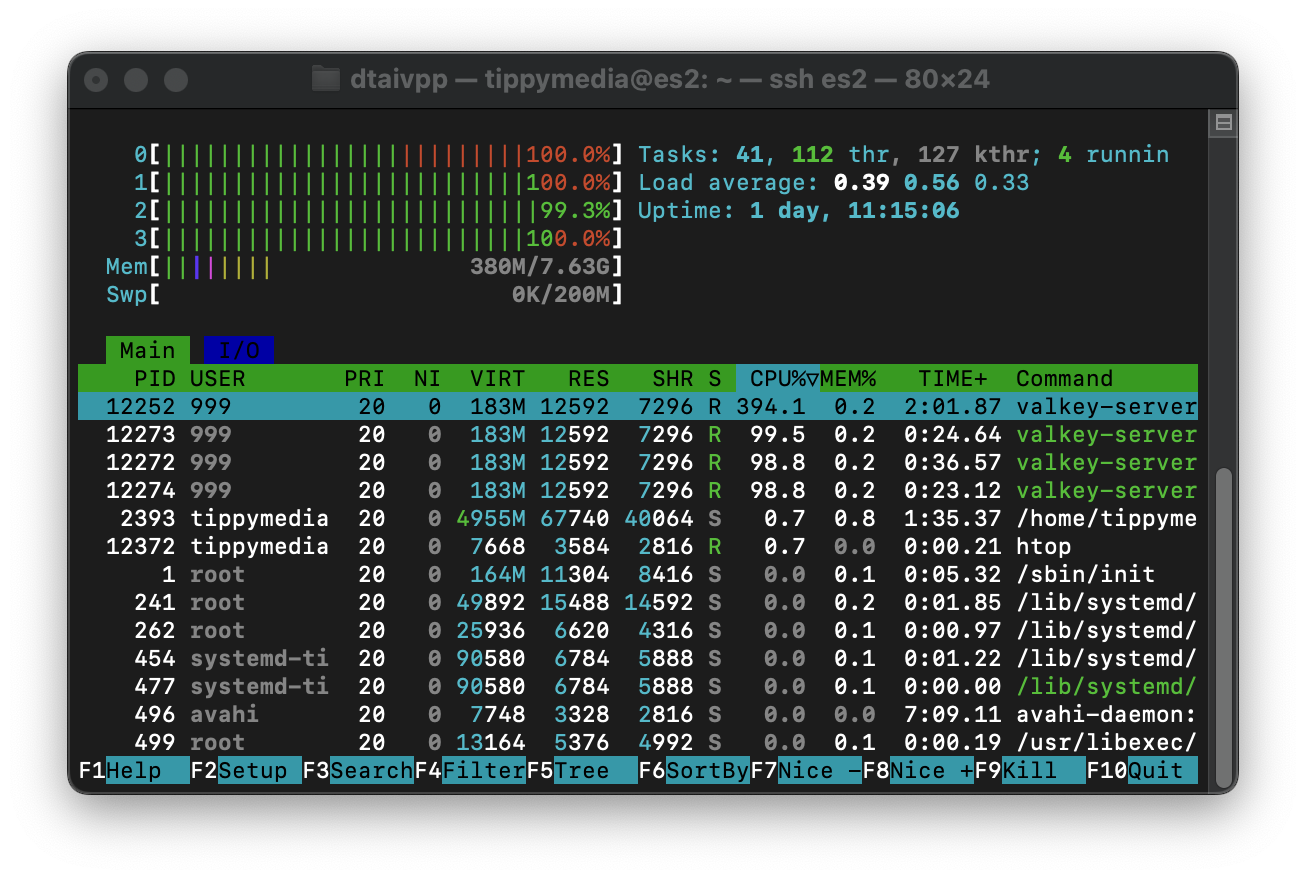 dtaivpp — tippymedia@es2: ~ — ssh es2 — 80×24
0[|||||||||||||||||||||||||100.0%] Tasks: 41, 112 thr, 127 kthr; 4 runnin
1[|||||||||||||||||||||||||100.0%] Load average: 0.39 0.56 0.33
2[||||||||||||||||||||||||||99.3%] Uptime: 1 day, 11:15:06
3[|||||||||||||||||||||||||100.0%]
Mem[|||||||| 380M/7.63G]
Swp[ 0K/200M]
Main I/O
PID USER PRI NI VIRT RES SHR S CPU%▽MEM% TIME+ Command
12252 999 20 0 183M 12592 7296 R 394.1 0.2 2:01.87 valkey-server
12273 999 20 0 183M 12592 7296 R 99.5 0.2 0:24.64 valkey-server
12272 999 20 0 183M 12592 7296 R 98.8 0.2 0:36.57 valkey-server
12274 999 20 0 183M 12592 7296 R 98.8 0.2 0:23.12 valkey-server
2393 tippymedia 20 0 4955M 67740 40064 S 0.7 0.8 1:35.37 /home/tippyme
12372 tippymedia 20 0 7668 3584 2816 R 0.7 0.0 0:00.21 htop
1 root 20 0 164M 11304 8416 S 0.0 0.1 0:05.32 /sbin/init
241 root 20 0 49892 15488 14592 S 0.0 0.2 0:01.85 /lib/systemd/
262 root 20 0 25936 6620 4316 S 0.0 0.1 0:00.97 /lib/systemd/
454 systemd-ti 20 0 90580 6784 5888 S 0.0 0.1 0:01.22 /lib/systemd/
477 systemd-ti 20 0 90580 6784 5888 S 0.0 0.1 0:00.00 /lib/systemd/
496 avahi 20 0 7748 3328 2816 S 0.0 0.0 7:09.11 avahi-daemon:
499 root 20 0 13164 5376 4992 S 0.0 0.1 0:00.19 /usr/libexec/
F1Help F2Setup F3SearchF4FilterF5Tree F6SortByF7Nice -F8Nice +F9Kill F10Quit